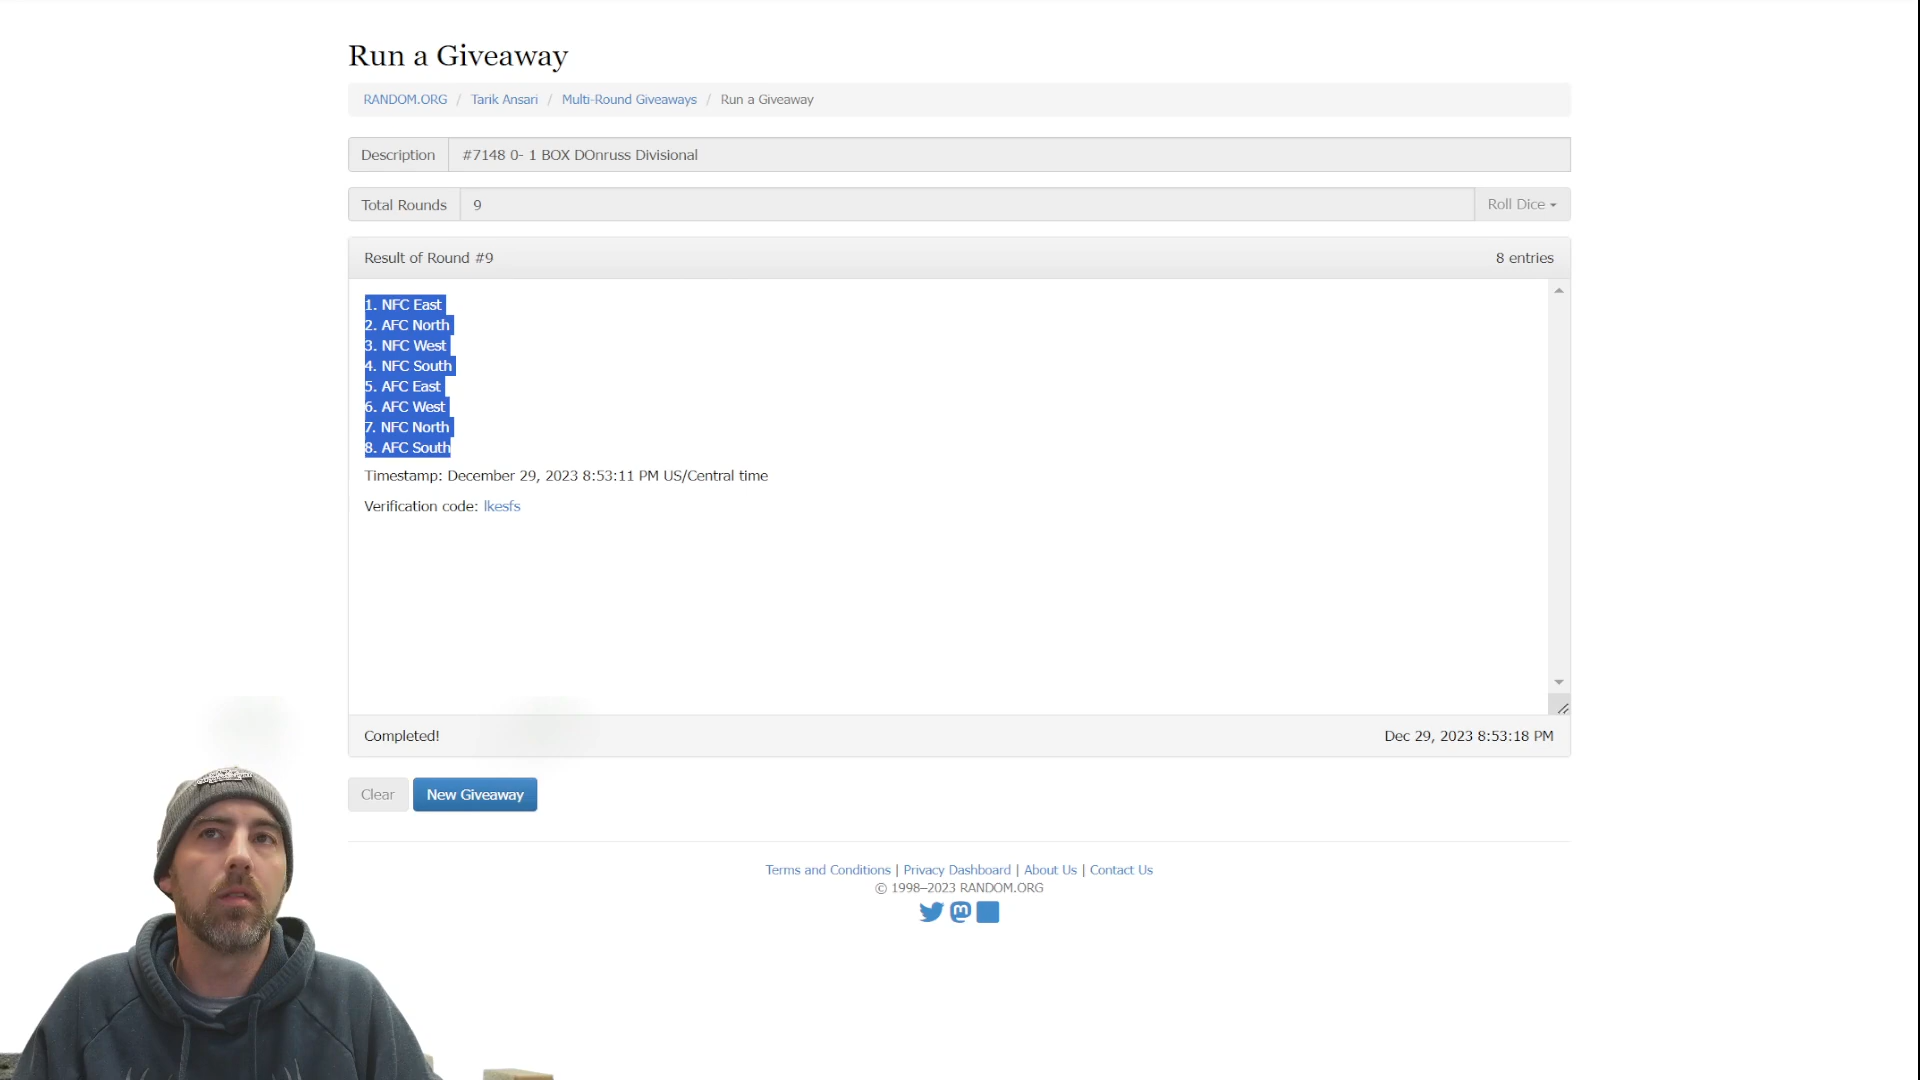 Run a Giveaway
RANDOM.ORG / Tarik Ansari / Multi-Round Giveaways / Run a Giveaway
Description #7148 0- 1 BOX DOnruss Divisional
Total Rounds 9 Roll Dice
Result of Round #9 8 entries
1. NFC East
2. AFC North
3. NFC West
4. NFC South
5. AFC East
6. AFC West
7. NFC North
8. AFC South
Timestamp: December 29, 2023 8:53:11 PM US/Central time
Verification code: lkesfs
Completed! Dec 29, 2023 8:53:18 PM
Clear New Giveaway
Terms and Conditions | Privacy Dashboard | About Us | Contact Us
© 1998–2023 RANDOM.ORG